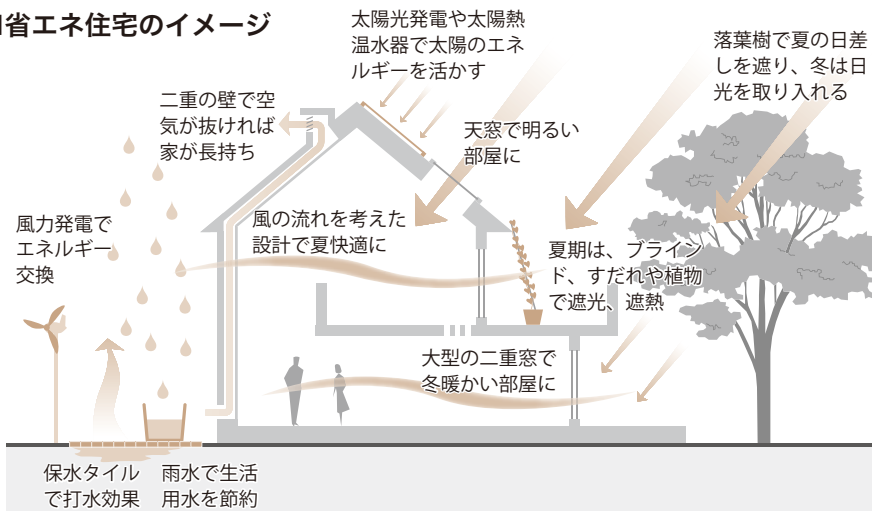 省エネ住宅のイメージ
太陽光発電や太陽熱
温水器で太陽のエネ
ルギーを活かす
落葉樹で夏の日差
しを遮り、冬は日
光を取り入れる
二重の壁で空
気が抜ければ
家が長持ち
天窓で明るい
部屋に
風力発電で
エネルギー
交換
風の流れを考えた
設計で夏快適に
夏期は、ブライン
ド、すだれや植物
で遮光、遮熱
大型の二重窓で
冬暖かい部屋に
保水タイル
で打水効果
雨水で生活
用水を節約